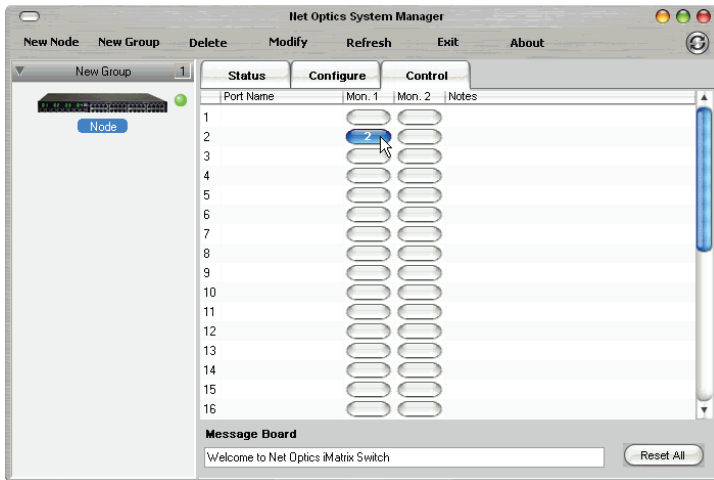 Net Optics System Manager
New Node New Group Delete Modify Refresh Exit About
New Group 1
Node
Status Configure Control
Port Name Mon. 1 Mon. 2 Notes
1
2 2
3
4
5
6
7
8
9
10
11
12
13
14
15
16
Message Board
Welcome to Net Optics iMatrix Switch
Reset All